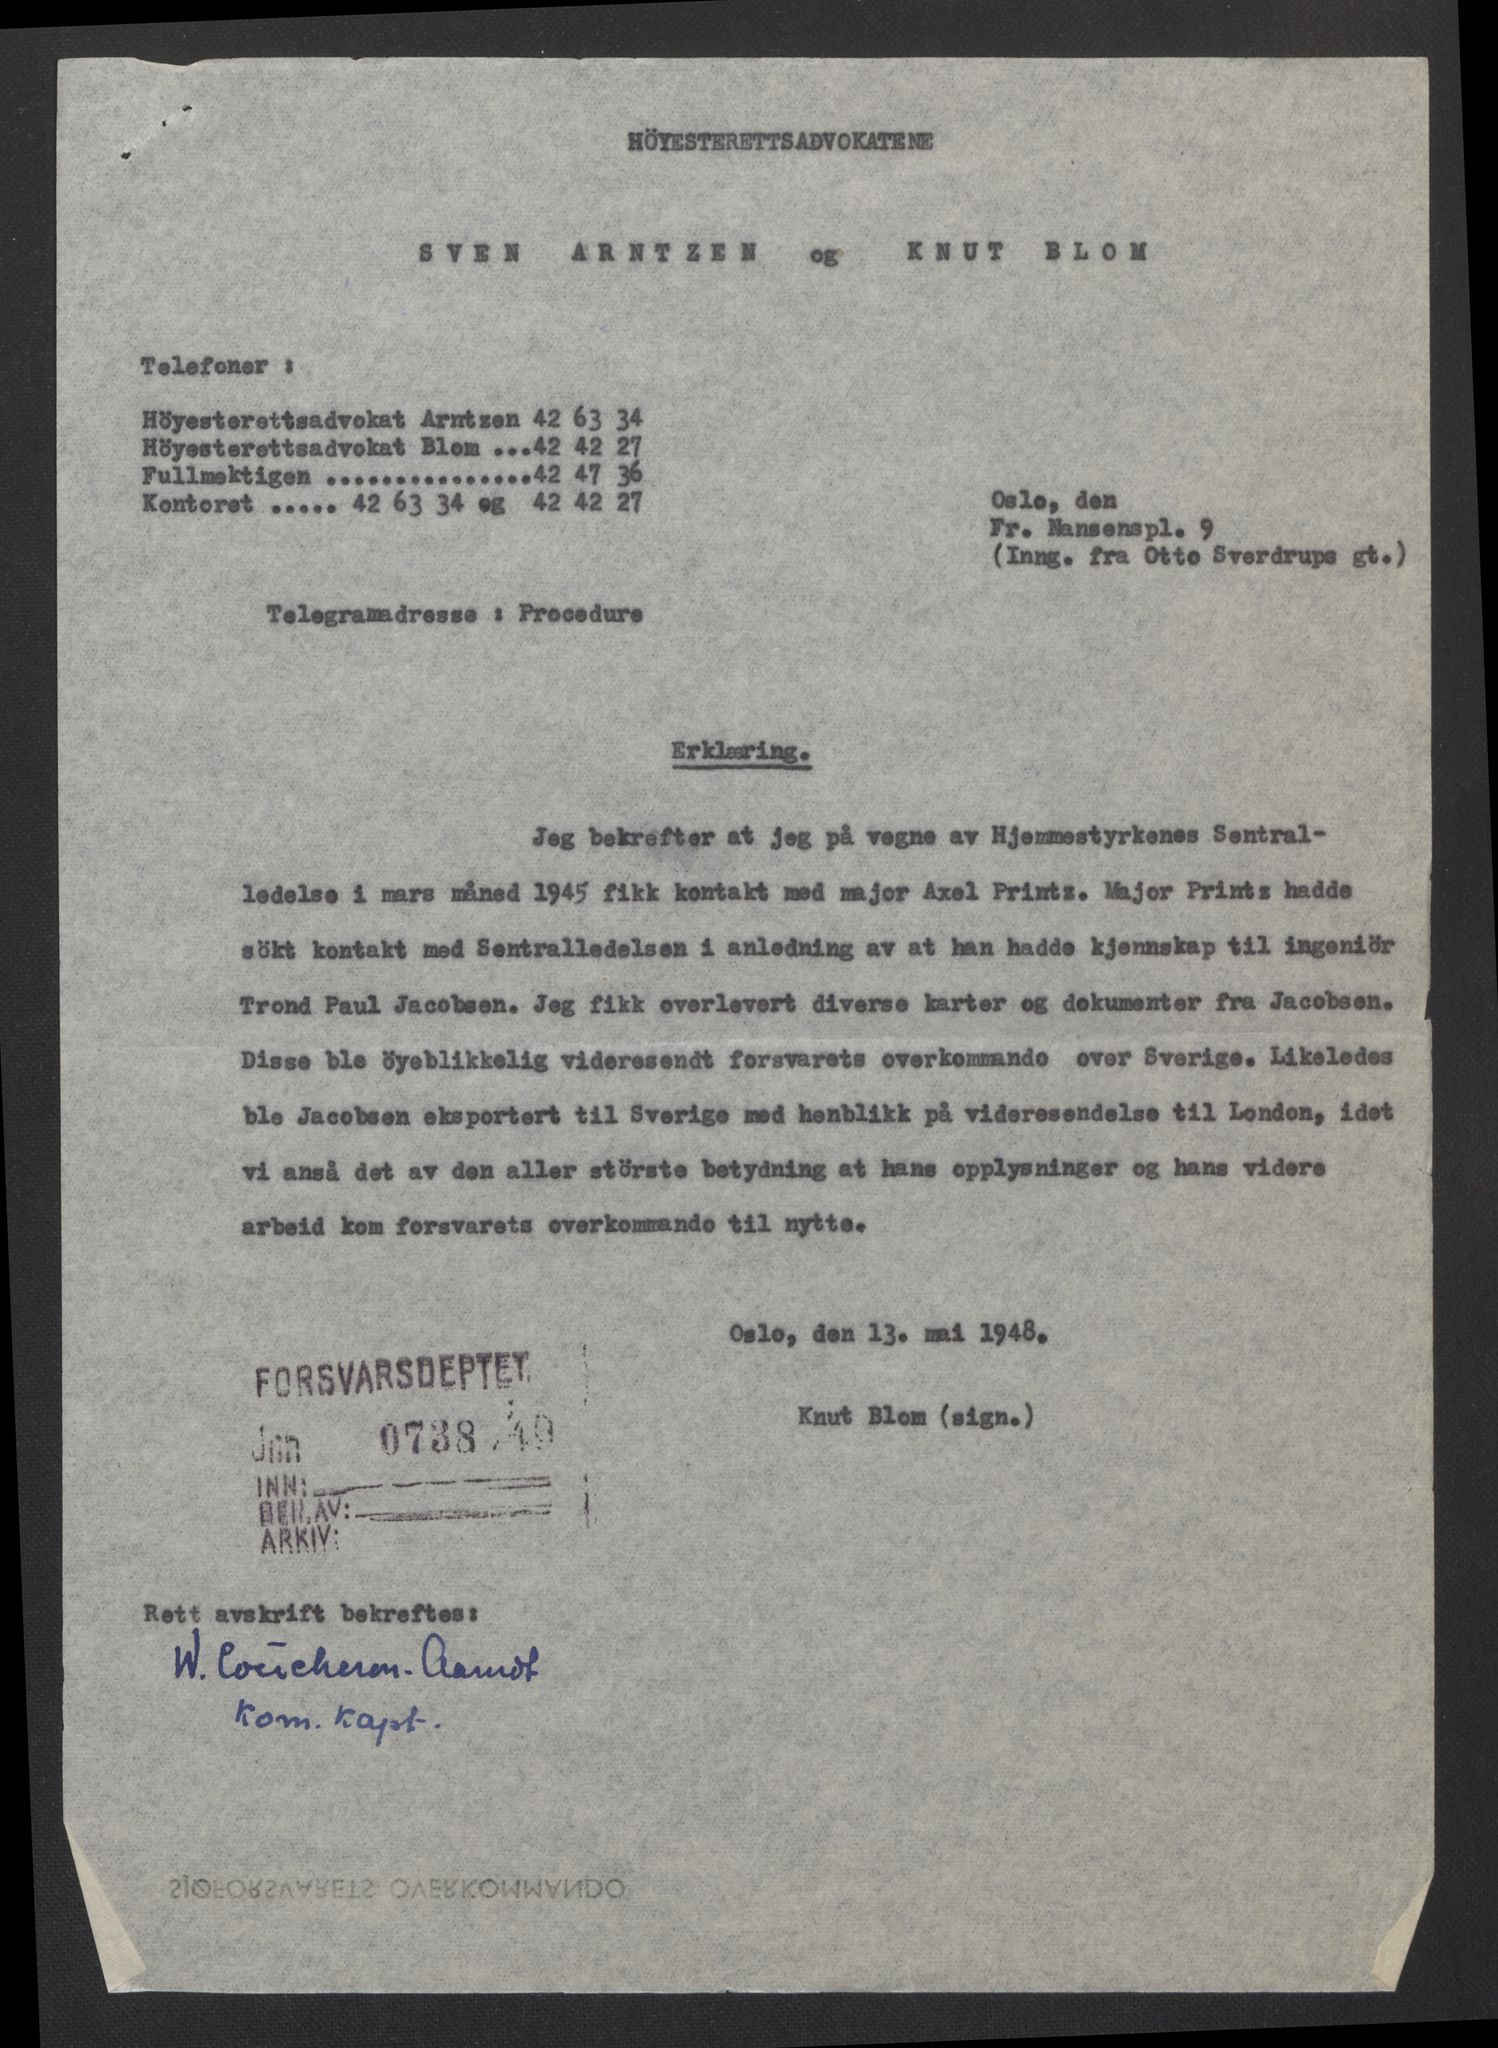 HÖYESTERETTSADVOKATENE
SVEN ARNTZEN og KNUT BLOM
Telefoner :
Höyesterettsadvokat Arntzen 42 63 34
Höyesterettsadvokat Blom ...42 42 27
Fullmektigen ...............42 47 36
Kontoret ..... 42 63 34 og 42 42 27
Oslo, den
Fr. Nansenspl. 9
(Inng. fra Otto Sverdrups gt.)
Telegramadresse : Procedure
Erklæring.
Jeg bekrefter at jeg på vegne av Hjemmestyrkenes Sentral-
ledelse i mars måned 1945 fikk kontakt med major Axel Printz. Major Printz hadde
sökt kontakt med Sentralledelsen i anledning av at han hadde kjennskap til ingeniör
Trond Paul Jacobsen. Jeg fikk overlevert diverse karter og dokumenter fra Jacobsen.
Disse ble öyeblikkelig videresendt forsvarets overkommando over Sverige. Likeledes
ble Jacobsen eksportert til Sverige med henblikk på videresendelse til London, idet
vi anså det av den aller störste betydning at hans opplysninger og hans videre
arbeid kom forsvarets overkommando til nytte.
Oslo, den 13. mai 1948.
Knut Blom (sign.)
FORSVARSDEPTET.
Jnr 0738 /49
INN:
BEH.AV:
ARKIV:
Rett avskrift bekreftes:
W. Coucheron-Aamodt
Kom. Kapt.
SJØFORSVARETS OVERKOMMANDO